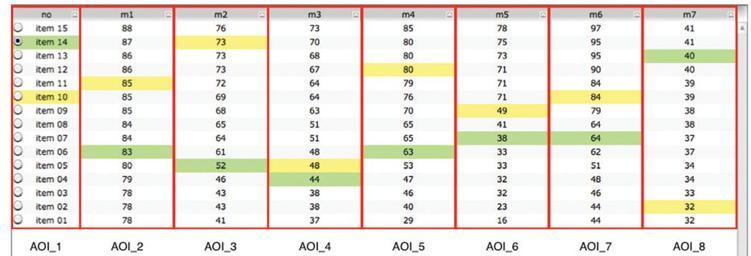 no m1 m2 m3 m4 m5 m6 m7
item 15 88 76 73 85 78 97 41
item 14 87 73 70 80 75 95 41
item 13 86 73 68 80 73 95 40
item 12 86 73 67 80 71 90 40
item 11 85 72 64 79 71 84 39
item 10 85 69 64 76 71 84 39
item 09 85 68 63 70 49 79 38
item 08 84 65 51 65 41 64 38
item 07 84 64 51 65 38 64 37
item 06 83 61 48 63 33 62 37
item 05 80 52 48 53 33 51 34
item 04 79 46 44 47 32 48 34
item 03 78 43 38 46 32 46 33
item 02 78 43 38 40 23 44 32
item 01 78 41 37 29 16 44 32
AOI_1 AOI_2 AOI_3 AOI_4 AOI_5 AOI_6 AOI_7 AOI_8